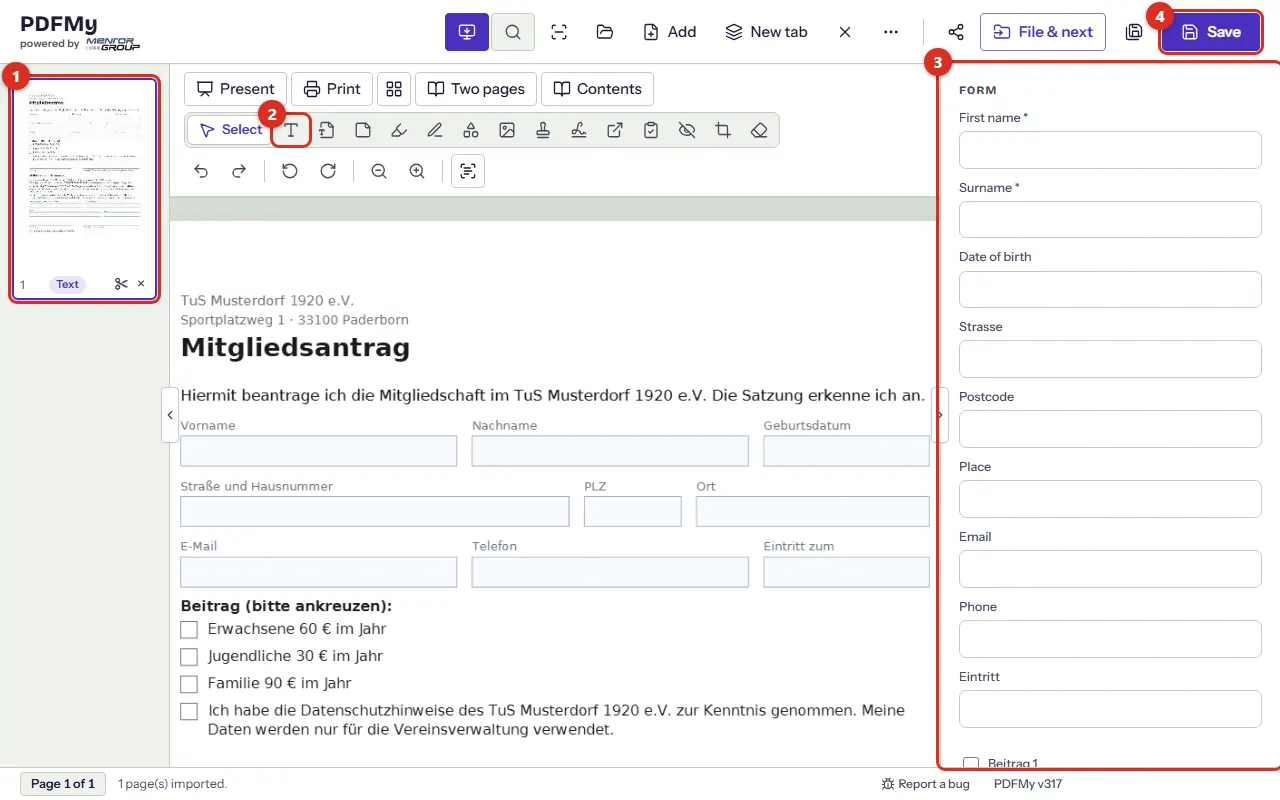 PDFMy
powered by MENTOR GROUP
Add
New tab
File & next
4
Save
1
3
Present
Print
Two pages
Contents
2
Select
T
1
Text
TuS Musterdorf 1920 e.V.
Sportplatzweg 1 · 33100 Paderborn
Mitgliedsantrag
Hiermit beantrage ich die Mitgliedschaft im TuS Musterdorf 1920 e.V. Die Satzung erkenne ich an.
Vorname
Nachname
Geburtsdatum
Straße und Hausnummer
PLZ
Ort
E-Mail
Telefon
Eintritt zum
Beitrag (bitte ankreuzen):
Erwachsene 60 € im Jahr
Jugendliche 30 € im Jahr
Familie 90 € im Jahr
Ich habe die Datenschutzhinweise des TuS Musterdorf 1920 e.V. zur Kenntnis genommen. Meine
Daten werden nur für die Vereinsverwaltung verwendet.
FORM
First name *
Surname *
Date of birth
Strasse
Postcode
Place
Email
Phone
Eintritt
Beitrag 1
Page 1 of 1
1 page(s) imported.
Report a bug
PDFMy v317